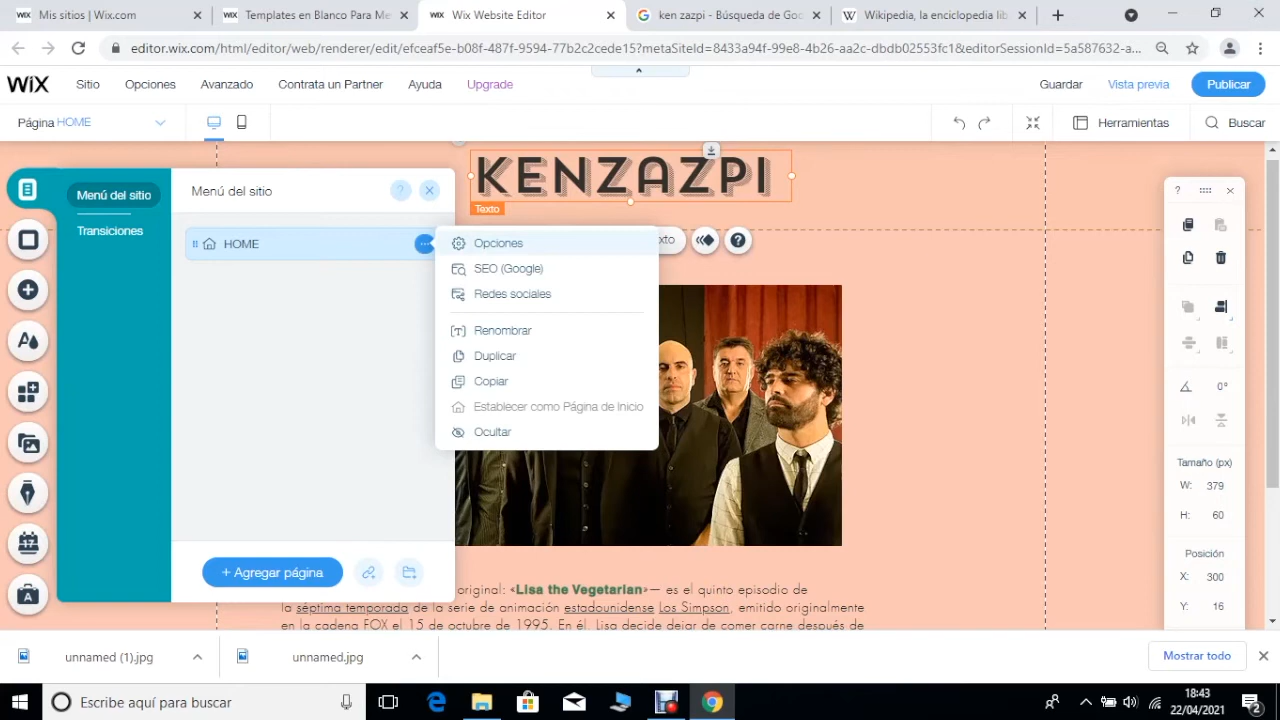 Mis sitios | Wix.com
Templates en Blanco Para Me
Wix Website Editor
ken zazpi - Búsqueda de Goo
Wikipedia, la enciclopedia lib
editor.wix.com/html/editor/web/renderer/edit/efceaf5e-b08f-487f-9594-77b2c2cede15?metaSiteId=8433a94f-99e8-4b26-aa2c-dbdb02553fc1&editorSessionId=5a587632-a...
WiX
Sitio
Opciones
Avanzado
Contrata un Partner
Ayuda
Upgrade
Guardar
Vista previa
Publicar
Página HOME
Herramientas
Buscar
KENZAZPI
Texto
Menú del sitio
Transiciones
Menú del sitio
?
HOME
Opciones
SEO (Google)
Redes sociales
Renombrar
Duplicar
Copiar
Establecer como Página de Inicio
Ocultar
xto
?
+ Agregar página
original: «Lisa the Vegetarian»— es el quinto episodio de
la séptima temporada de la serie de animación estadounidense Los Simpson, emitido originalmente
en la cadena FOX el 15 de octubre de 1995. En él, Lisa decide dejar de comer carne después de
?
0°
Tamaño (px)
W: 379
H: 60
Posición
X: 300
Y: 16
unnamed (1).jpg
unnamed.jpg
Mostrar todo
Escribe aquí para buscar
18:43
22/04/2021
2